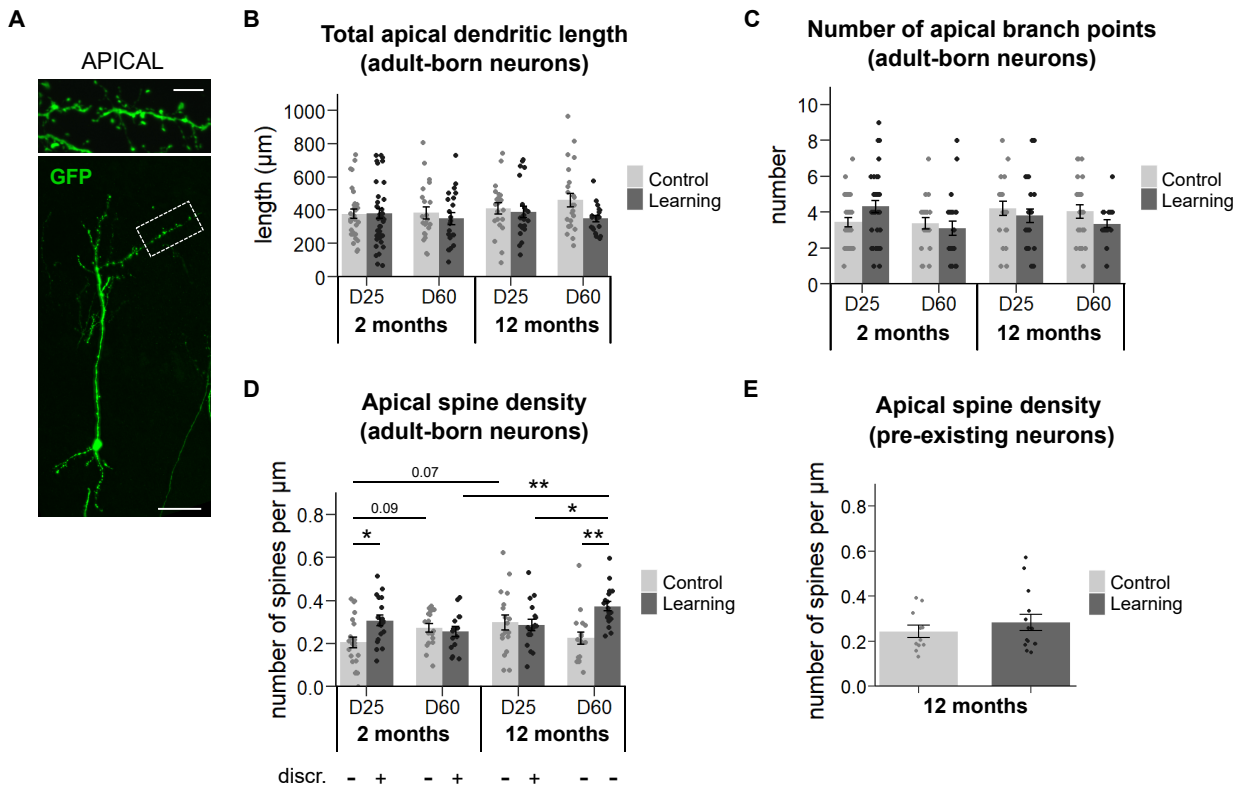 A
APICAL
GFP
B
Total apical dendritic length
(adult-born neurons)
length (µm)
1000
800
600
400
200
0
D25
D60
D25
D60
2 months
12 months
Control
Learning
C
Number of apical branch points
(adult-born neurons)
number
10
8
6
4
2
0
D25
D60
D25
D60
2 months
12 months
Control
Learning
D
Apical spine density
(adult-born neurons)
number of spines per µm
0.8
0.6
0.4
0.2
0.0
0.07
**
0.09
*
*
**
D25
D60
D25
D60
2 months
12 months
discr. - + - + - + - -
Control
Learning
E
Apical spine density
(pre-existing neurons)
number of spines per µm
0.8
0.6
0.4
0.2
0.0
12 months
Control
Learning